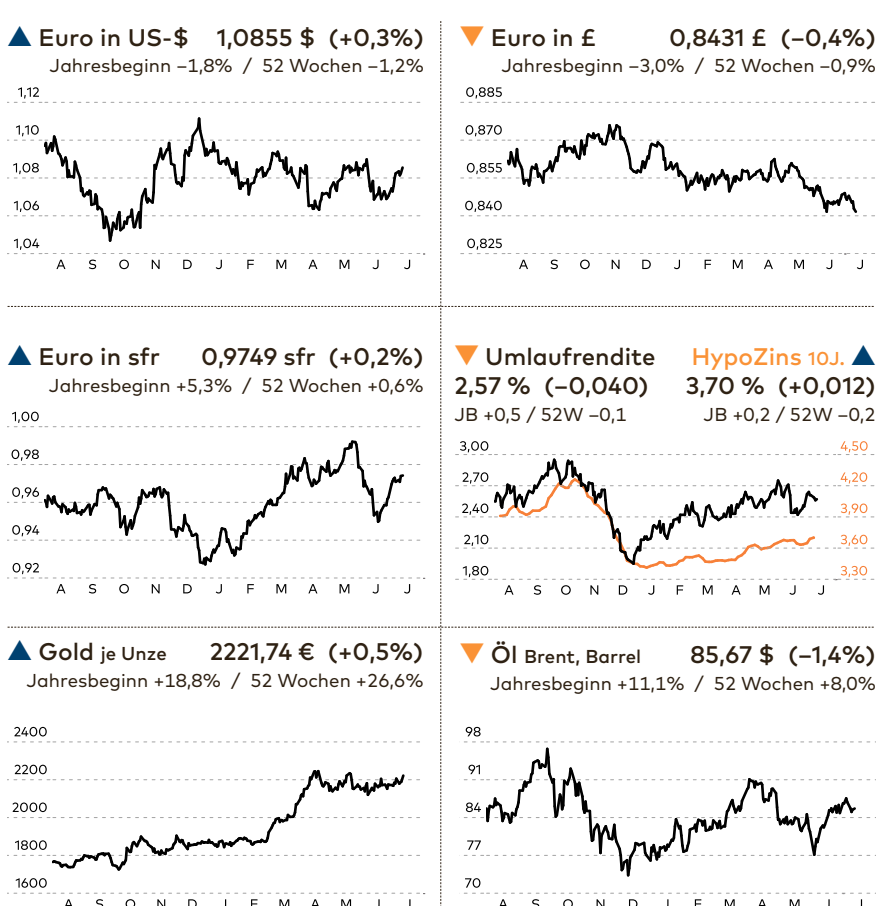 Euro in US-$ 1,0855 $ (+0,3%)
Jahresbeginn –1,8% / 52 Wochen –1,2%
1,12
1,10
1,08
1,06
1,04
A S O N D J F M A M J J
Euro in £ 0,8431 £ (–0,4%)
Jahresbeginn –3,0% / 52 Wochen –0,9%
0,885
0,870
0,855
0,840
0,825
A S O N D J F M A M J J
Euro in sfr 0,9749 sfr (+0,2%)
Jahresbeginn +5,3% / 52 Wochen +0,6%
1,00
0,98
0,96
0,94
0,92
A S O N D J F M A M J J
Umlaufrendite HypoZins 10J.
2,57 % (–0,040) 3,70 % (+0,012)
JB +0,5 / 52W –0,1 JB +0,2 / 52W –0,2
3,00 4,50
2,70 4,20
2,40 3,90
2,10 3,60
1,80 3,30
A S O N D J F M A M J J
Gold je Unze 2221,74 € (+0,5%)
Jahresbeginn +18,8% / 52 Wochen +26,6%
2400
2200
2000
1800
1600
A S O N D J F M A M J J
Öl Brent, Barrel 85,67 $ (–1,4%)
Jahresbeginn +11,1% / 52 Wochen +8,0%
98
91
84
77
70
A S O N D J F M A M J J